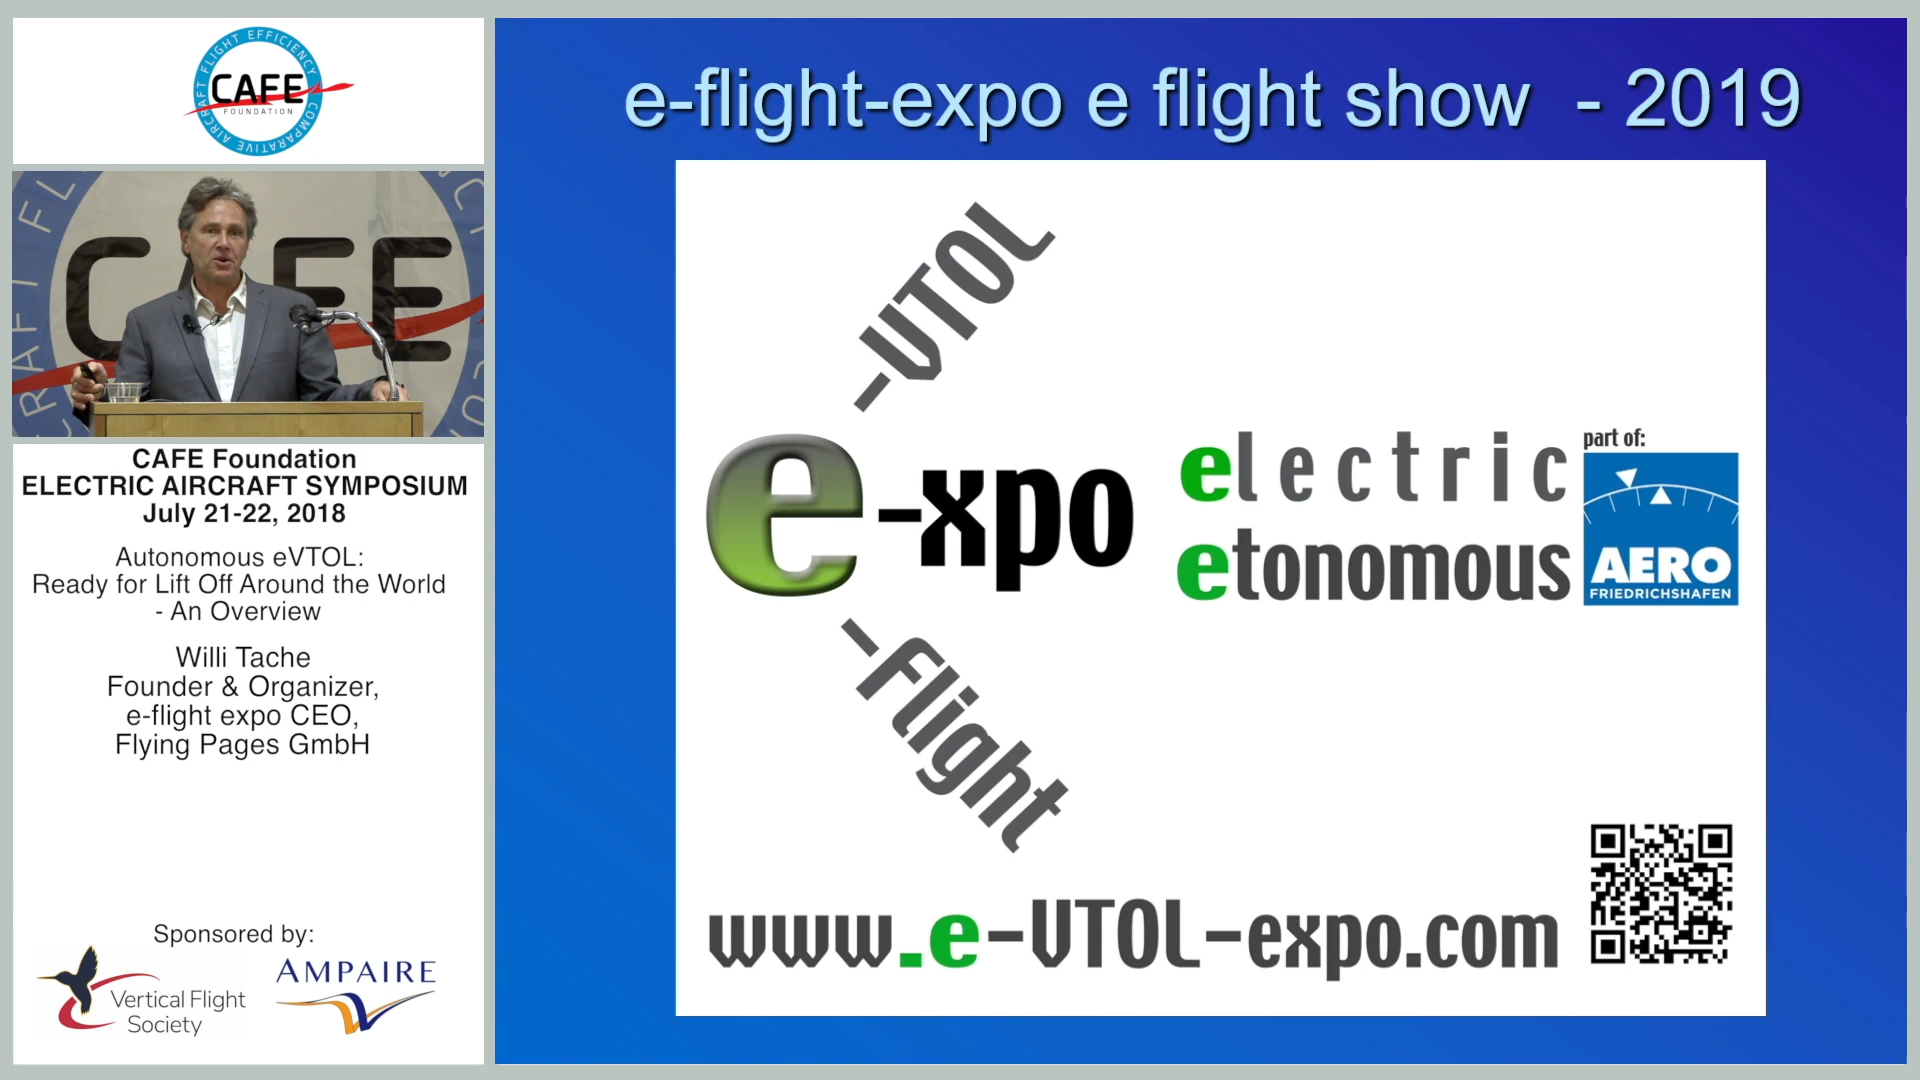 AIRCRAFT FLIGHT EFFICIENCY COMPARATIVE
CAFE
FOUNDATION
CAFE
CAFE Foundation
ELECTRIC AIRCRAFT SYMPOSIUM
July 21-22, 2018
Autonomous eVTOL:
Ready for Lift Off Around the World
- An Overview
Willi Tache
Founder & Organizer,
e-flight expo CEO,
Flying Pages GmbH
Sponsored by:
Vertical Flight
Society
AMPAIRE
e-flight-expo e flight show - 2019
-VTOL
e-xpo
-flight
electric
etonomous
part of:
AERO
FRIEDRICHSHAFEN
www.e-VTOL-expo.com